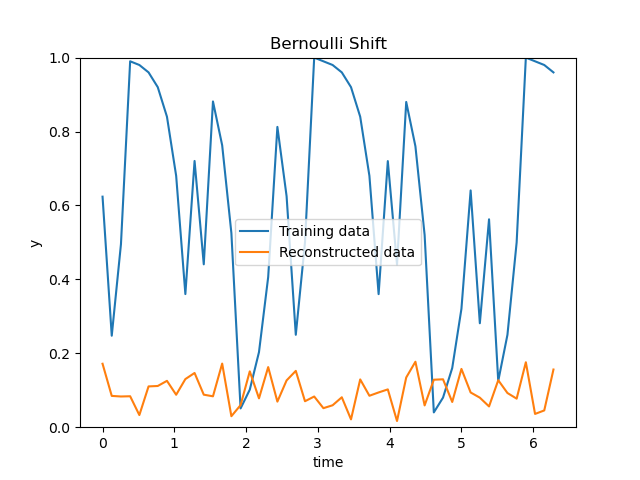 Bernoulli Shift
1.0
0.8
0.6
0.4
0.2
0.0
y
Training data
Reconstructed data
0 1 2 3 4 5 6
time